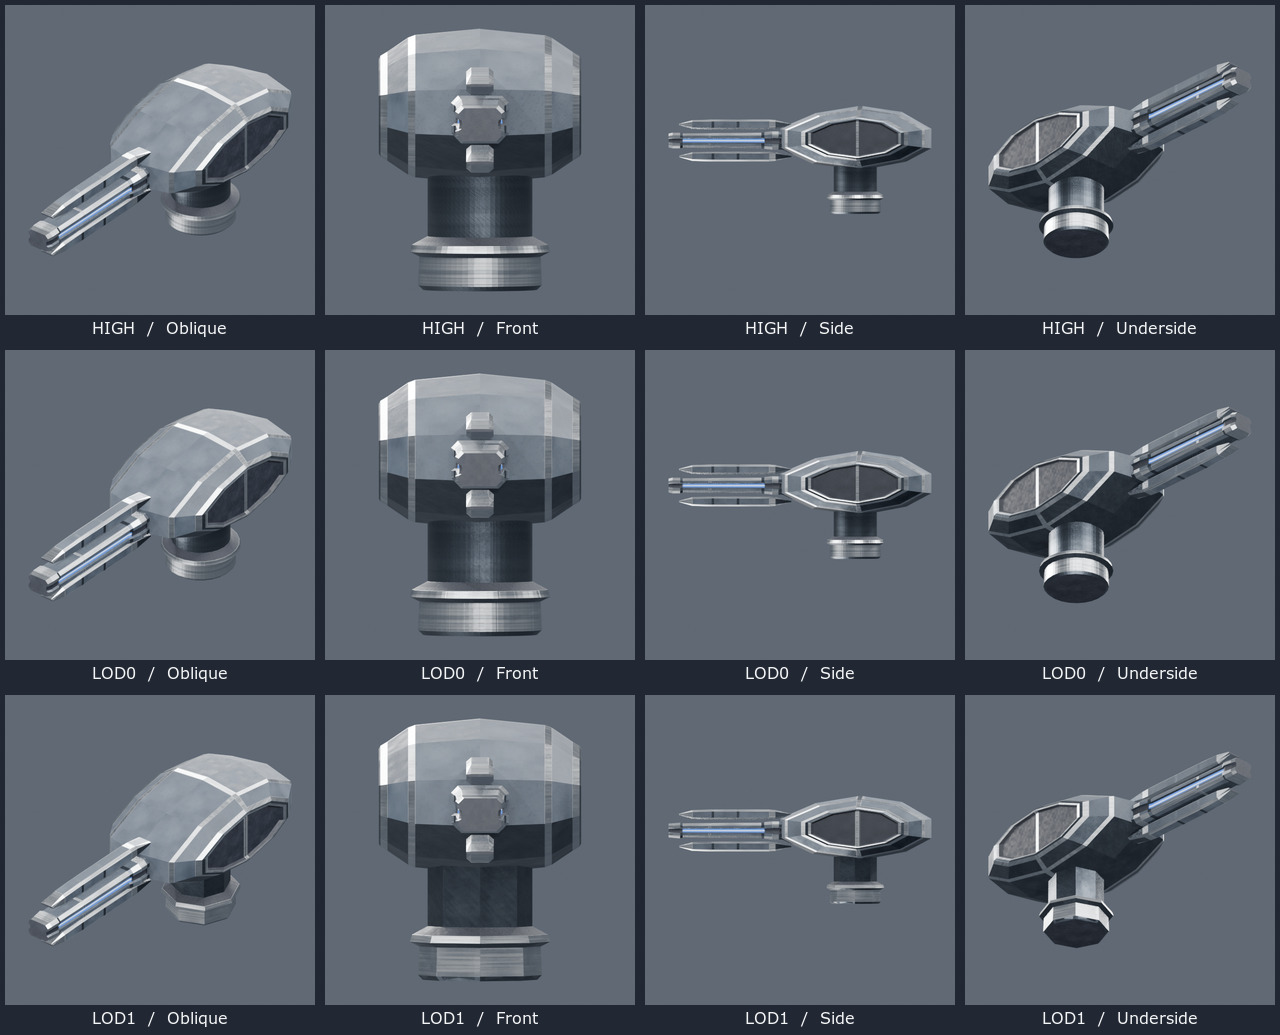 HIGH / Oblique
HIGH / Front
HIGH / Side
HIGH / Underside
LOD0 / Oblique
LOD0 / Front
LOD0 / Side
LOD0 / Underside
LOD1 / Oblique
LOD1 / Front
LOD1 / Side
LOD1 / Underside